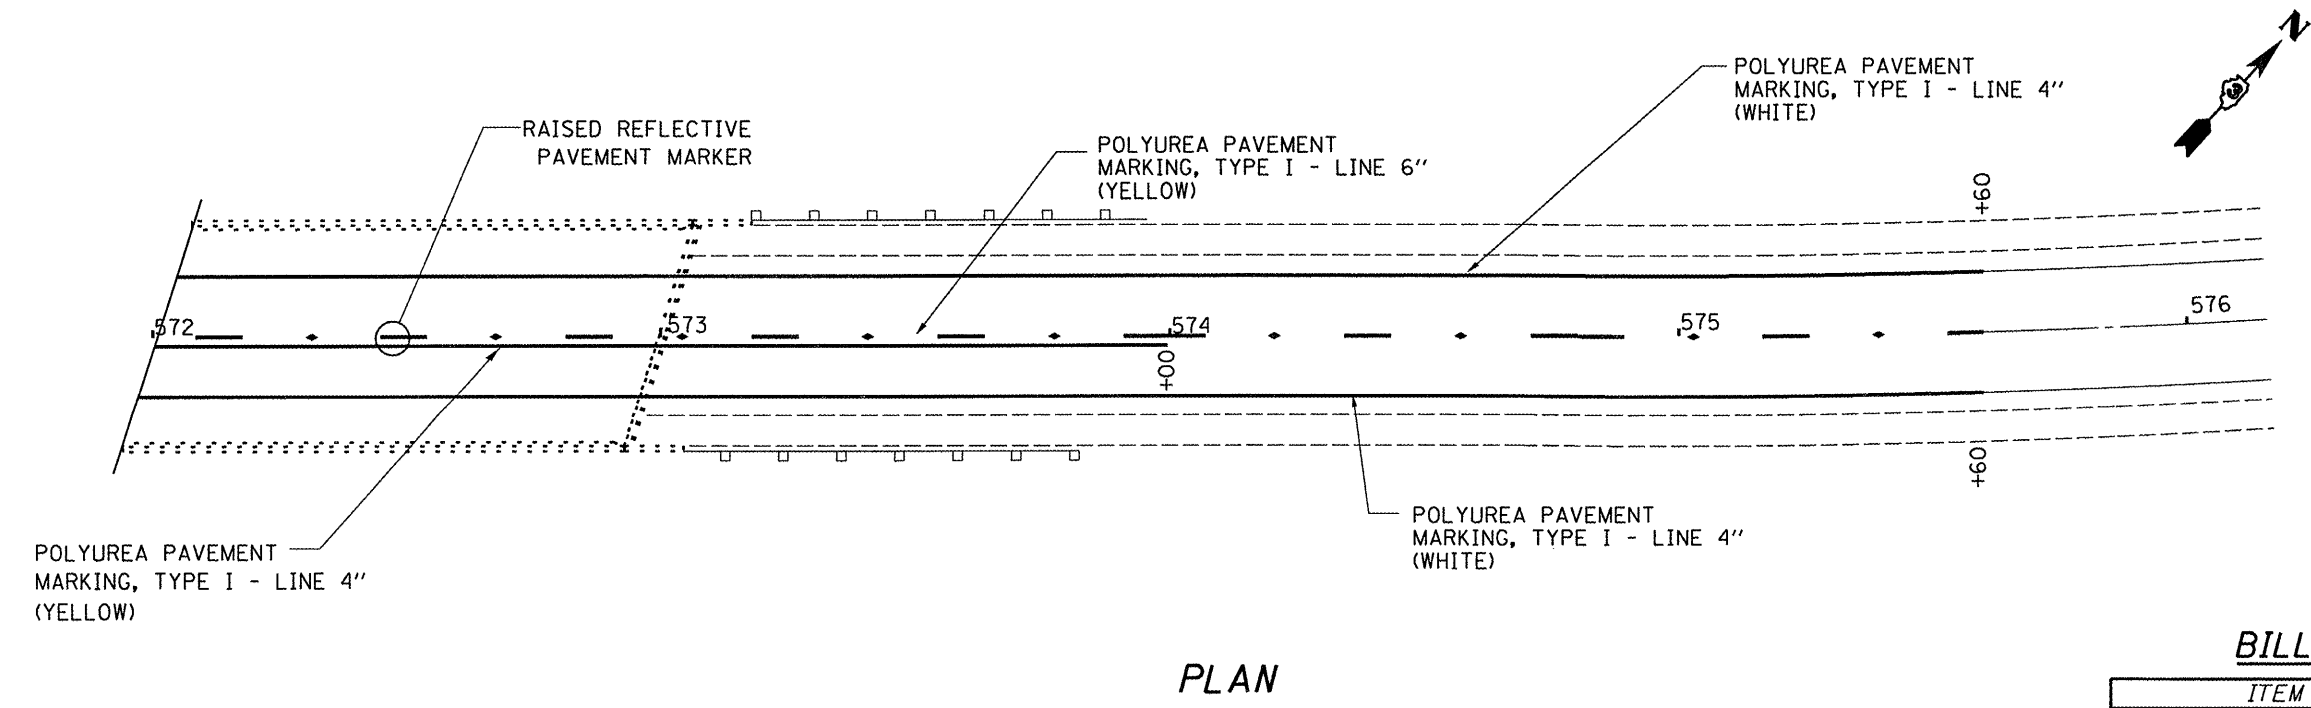 N
POLYUREA PAVEMENT
MARKING, TYPE I - LINE 4"
(WHITE)
RAISED REFLECTIVE
PAVEMENT MARKER
POLYUREA PAVEMENT
MARKING, TYPE I - LINE 6"
(YELLOW)
+60
572
573
574
575
576
+00
+60
POLYUREA PAVEMENT
MARKING, TYPE I - LINE 4"
(WHITE)
POLYUREA PAVEMENT
MARKING, TYPE I - LINE 4"
(YELLOW)
PLAN
BILL
ITEM